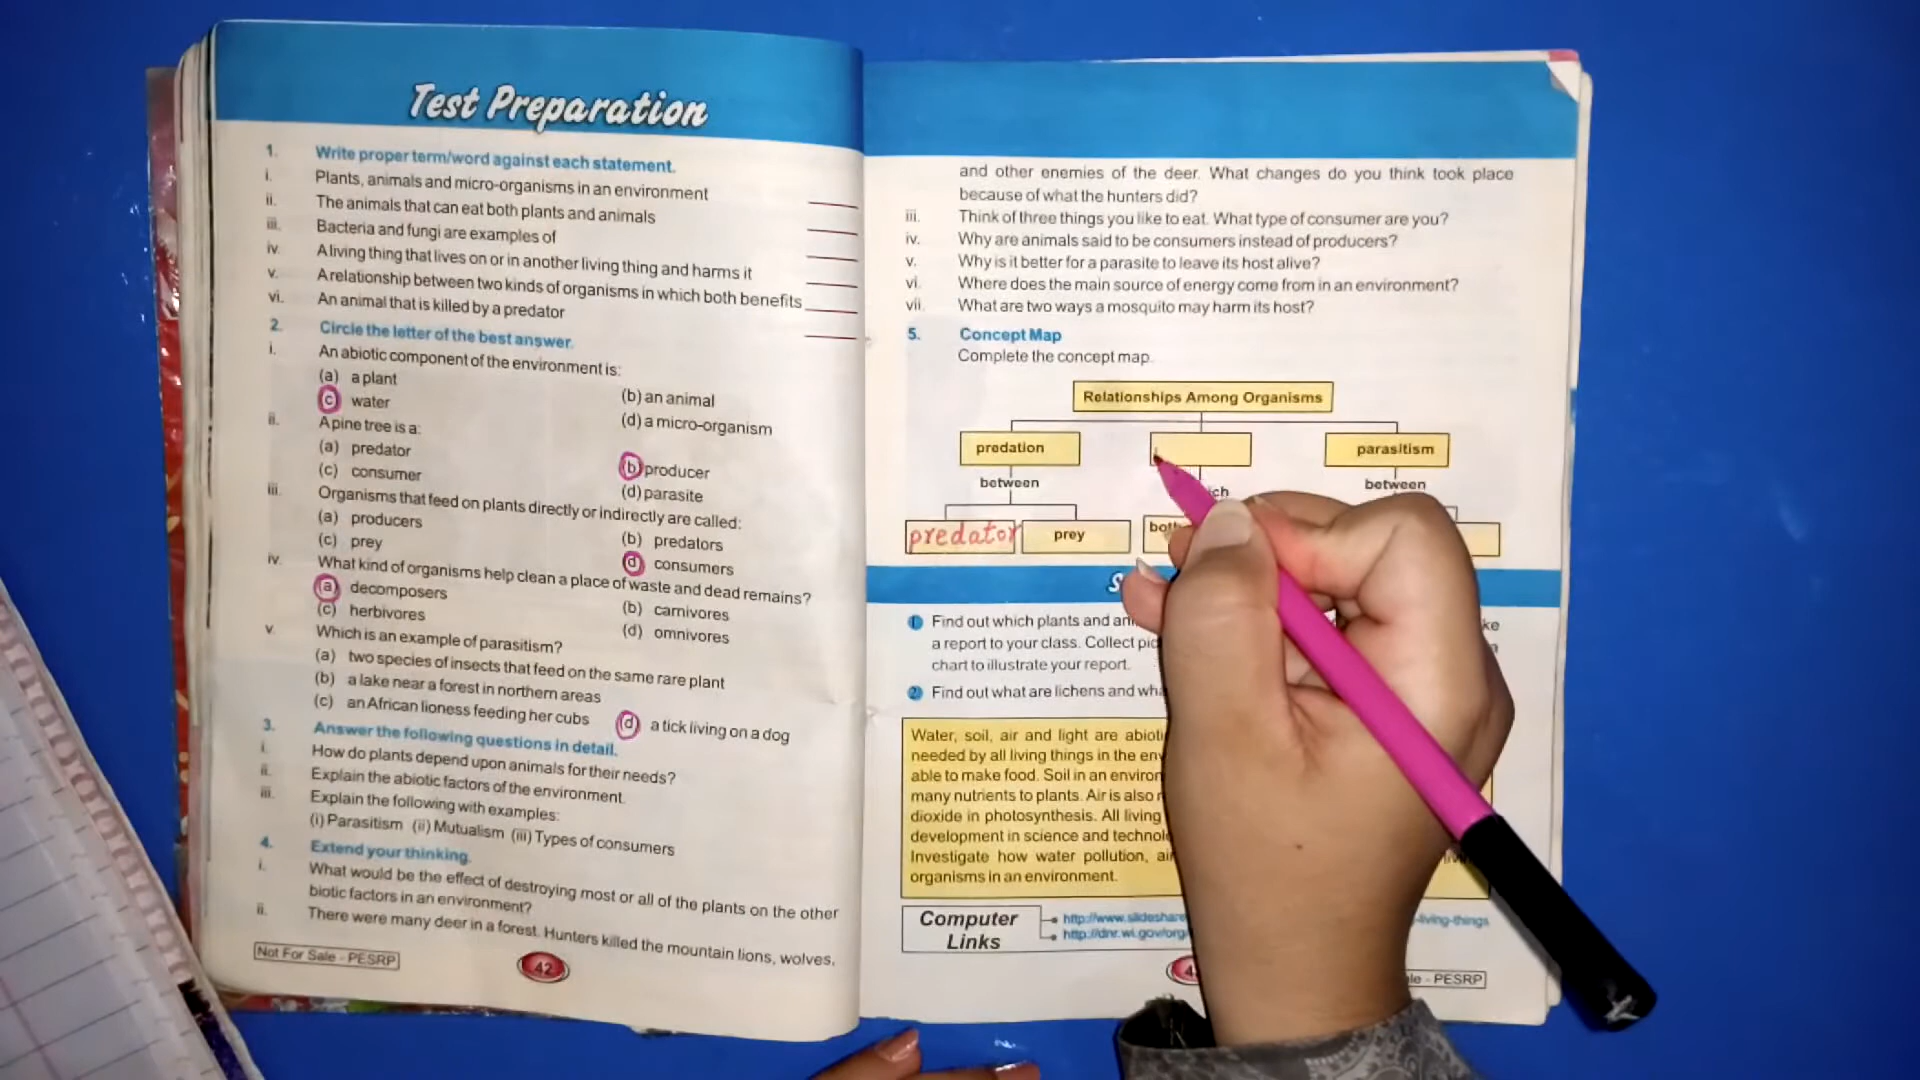 Test Preparation
1. Write proper term/word against each statement.
i. Plants, animals and micro-organisms in an environment
ii. The animals that can eat both plants and animals
iii. Bacteria and fungi are examples of
iv. A living thing that lives on or in another living thing and harms it
v. A relationship between two kinds of organisms in which both benefits
vi. An animal that is killed by a predator
2. Circle the letter of the best answer.
i. An abiotic component of the environment is:
(a) a plant
(b) an animal
(c) water
(d) a micro-organism
ii. A pine tree is a:
(a) predator
(b) producer
(c) consumer
(d) parasite
iii. Organisms that feed on plants directly or indirectly are called:
(a) producers
(b) predators
(c) prey
(d) consumers
iv. What kind of organisms help clean a place of waste and dead remains?
(a) decomposers
(b) carnivores
(c) herbivores
(d) omnivores
v. Which is an example of parasitism?
(a) two species of insects that feed on the same rare plant
(b) a lake near a forest in northern areas
(c) an African lioness feeding her cubs
(d) a tick living on a dog
3. Answer the following questions in detail.
i. How do plants depend upon animals for their needs?
ii. Explain the abiotic factors of the environment.
iii. Explain the following with examples:
(i) Parasitism (ii) Mutualism (iii) Types of consumers
4. Extend your thinking.
i. What would be the effect of destroying most or all of the plants on the other
biotic factors in an environment?
ii. There were many deer in a forest. Hunters killed the mountain lions, wolves,
Not For Sale - PESRP
42
and other enemies of the deer. What changes do you think took place
because of what the hunters did?
iii. Think of three things you like to eat. What type of consumer are you?
iv. Why are animals said to be consumers instead of producers?
v. Why is it better for a parasite to leave its host alive?
vi. Where does the main source of energy come from in an environment?
vii. What are two ways a mosquito may harm its host?
5. Concept Map
Complete the concept map.
Relationships Among Organisms
predation
parasitism
between
between
predator
prey
1 Find out which plants and
a report to your class. Collect
chart to illustrate your report.
2 Find out what are lichens and
Water, soil, air and light are
needed by all living things in the
able to make food. Soil in an
many nutrients to plants. Air is also
dioxide in photosynthesis. All living
development in science and
Investigate how water pollution,
organisms in an environment.
Computer
Links
http://www.slideshare
-living-things
http://dnr.wi.gov/org/
- PESRP